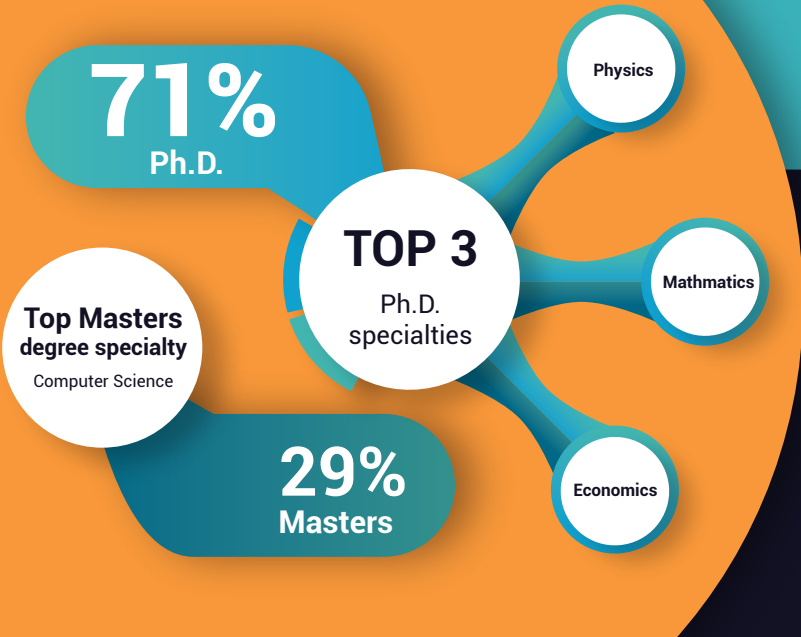 71%
Ph.D.
TOP 3
Ph.D.
specialties
Physics
Mathmatics
Economics
Top Masters
degree specialty
Computer Science
29%
Masters